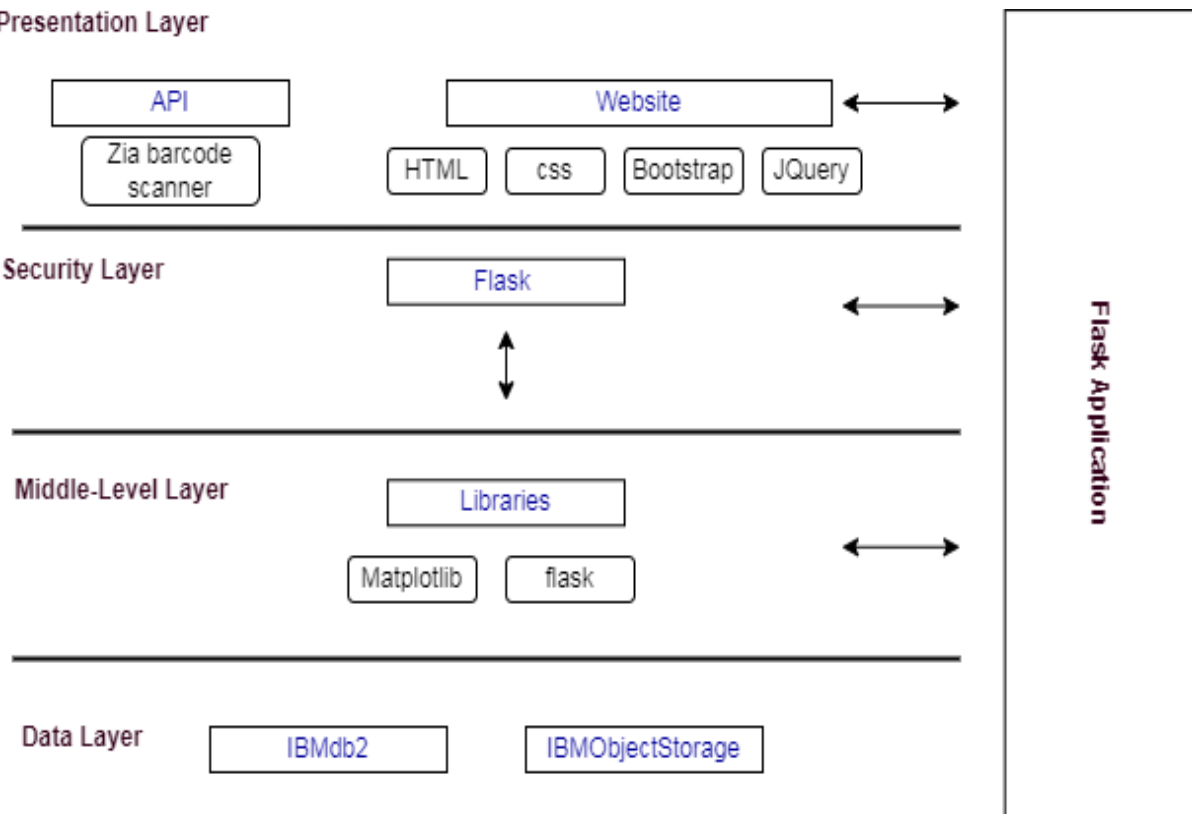 Presentation Layer
API
Website
Zia barcode
scanner
HTML
css
Bootstrap
JQuery
Security Layer
Flask
Flask Application
Middle-Level Layer
Libraries
Matplotlib
flask
Data Layer
IBMdb2
IBMObjectStorage